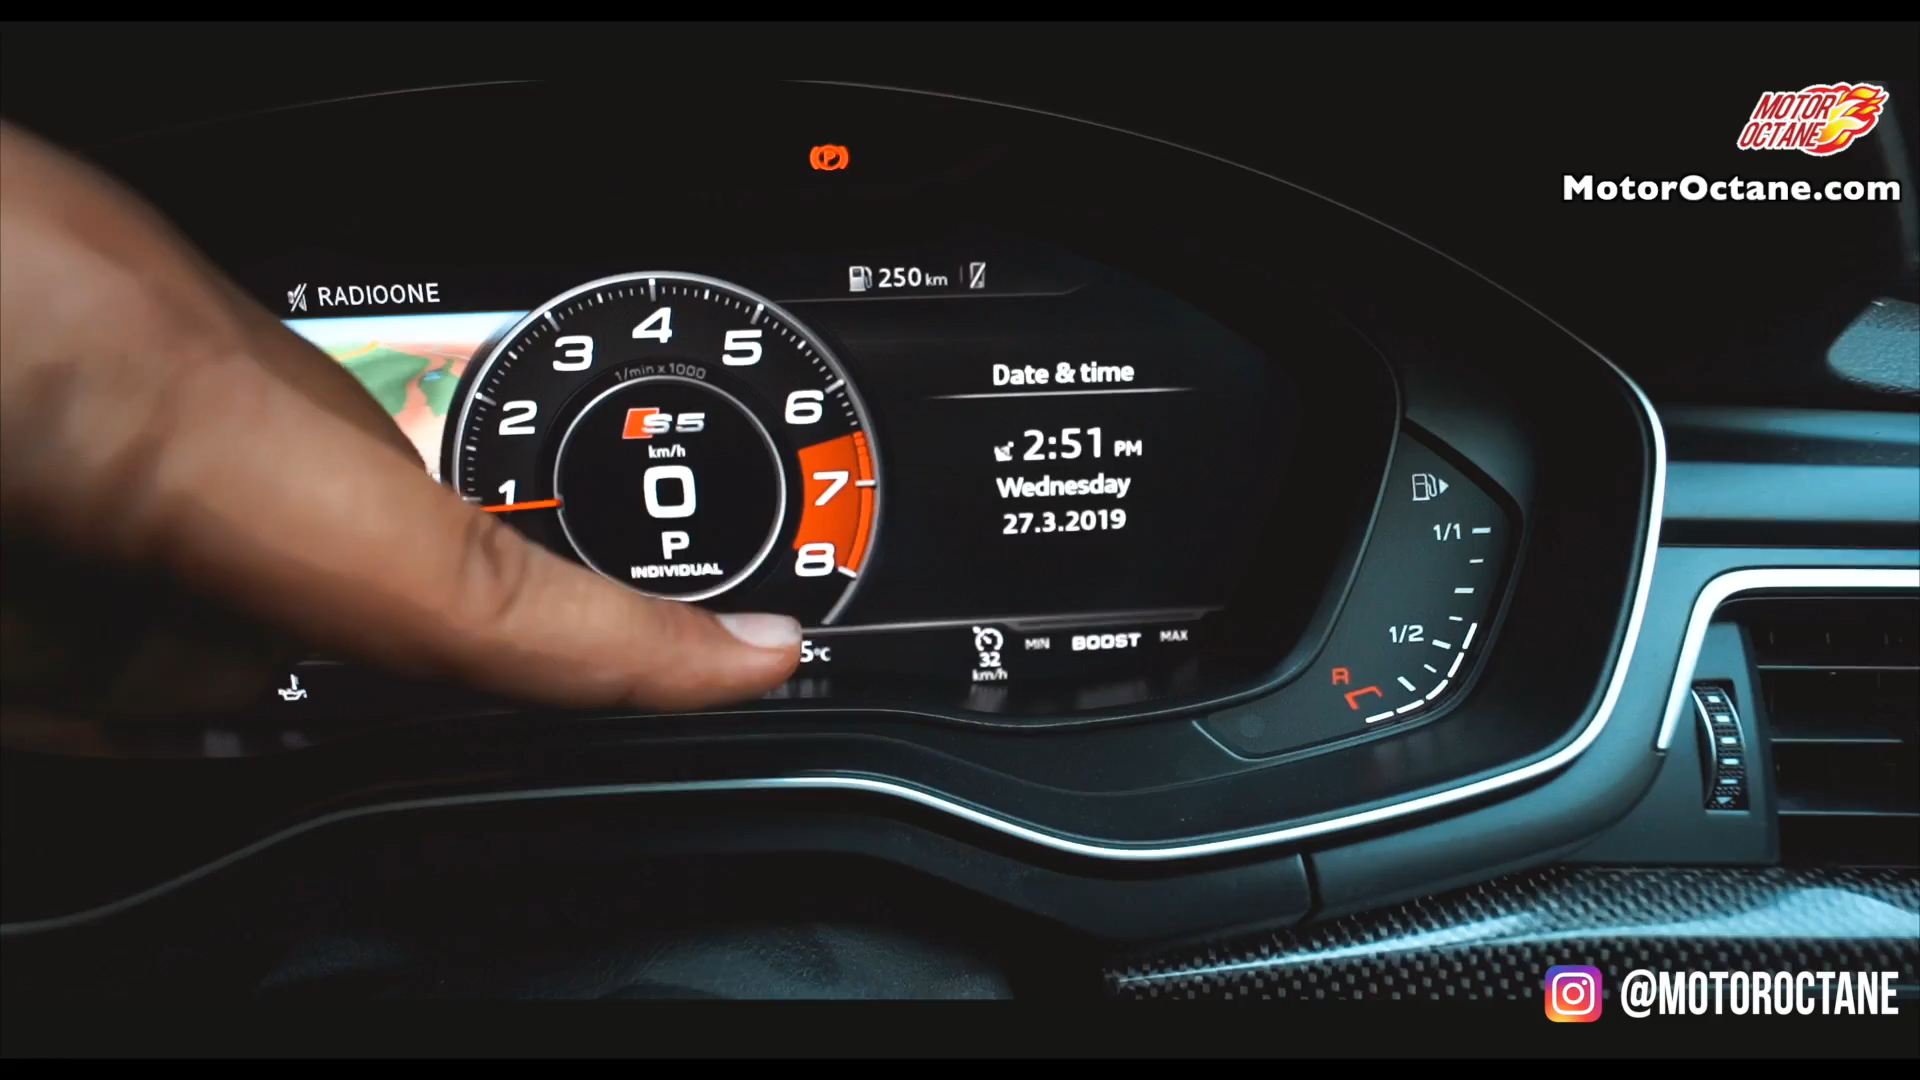 MOTOR
OCTANE
MotorOctane.com
P
RADIOONE
250 km
1
2
3
4
5
6
7
8
1/min x 1000
S5
km/h
0
P
INDIVIDUAL
Date & time
2:51 PM
Wednesday
27.3.2019
5°C
32
km/h
MIN BOOST MAX
1/1
1/2
R
@MOTOROCTANE